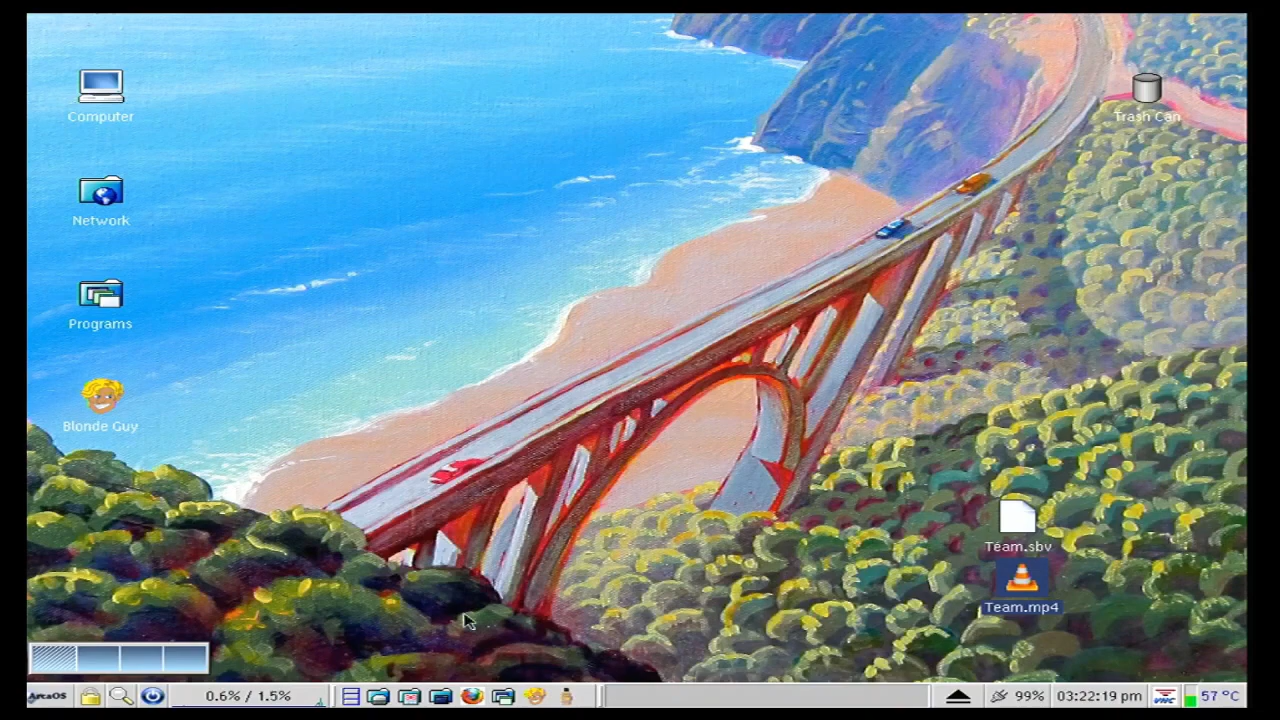 Computer
Trash Can
Network
Programs
Blonde Guy
Team.sbv
Team.mp4
ArcaOS
0.6% / 1.5%
99%
03:22:19 pm
VNC
57 °C